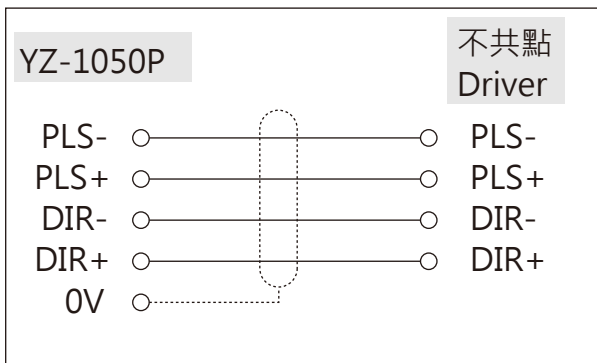 YZ-1050P
不共點
Driver
PLS- PLS-
PLS+ PLS+
DIR- DIR-
DIR+ DIR+
0V